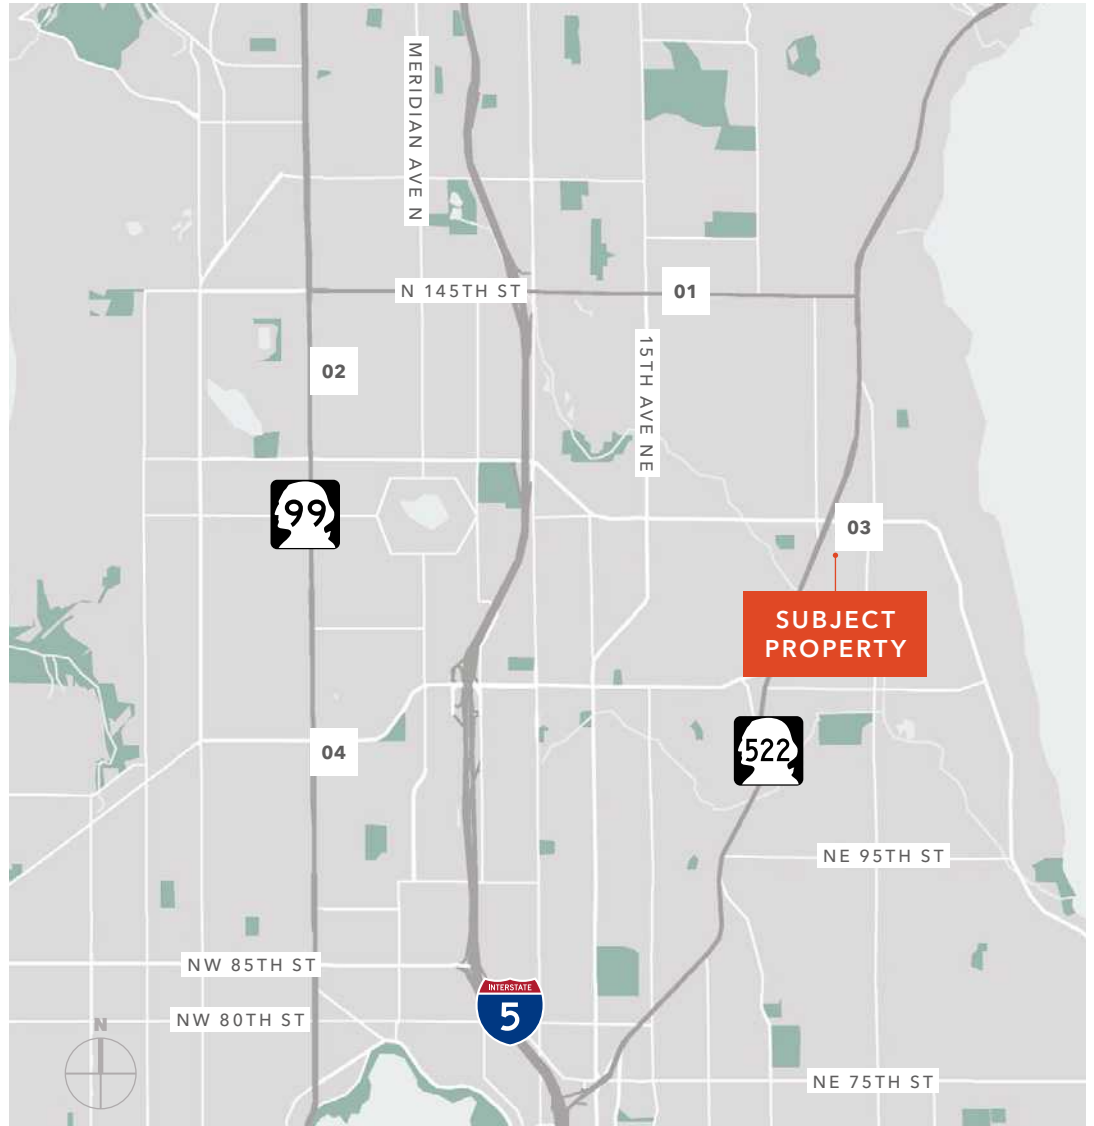 MERIDIAN AVE N
N 145TH ST
01
15TH AVE NE
02
99
03
SUBJECT
PROPERTY
522
04
NE 95TH ST
NW 85TH ST
INTERSTATE
5
NW 80TH ST
N
NE 75TH ST